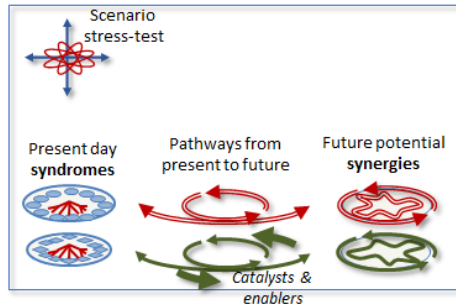 Scenario
stress-test
Present day
syndromes
Pathways from
present to future
Future potential
synergies
Catalysts &
enablers